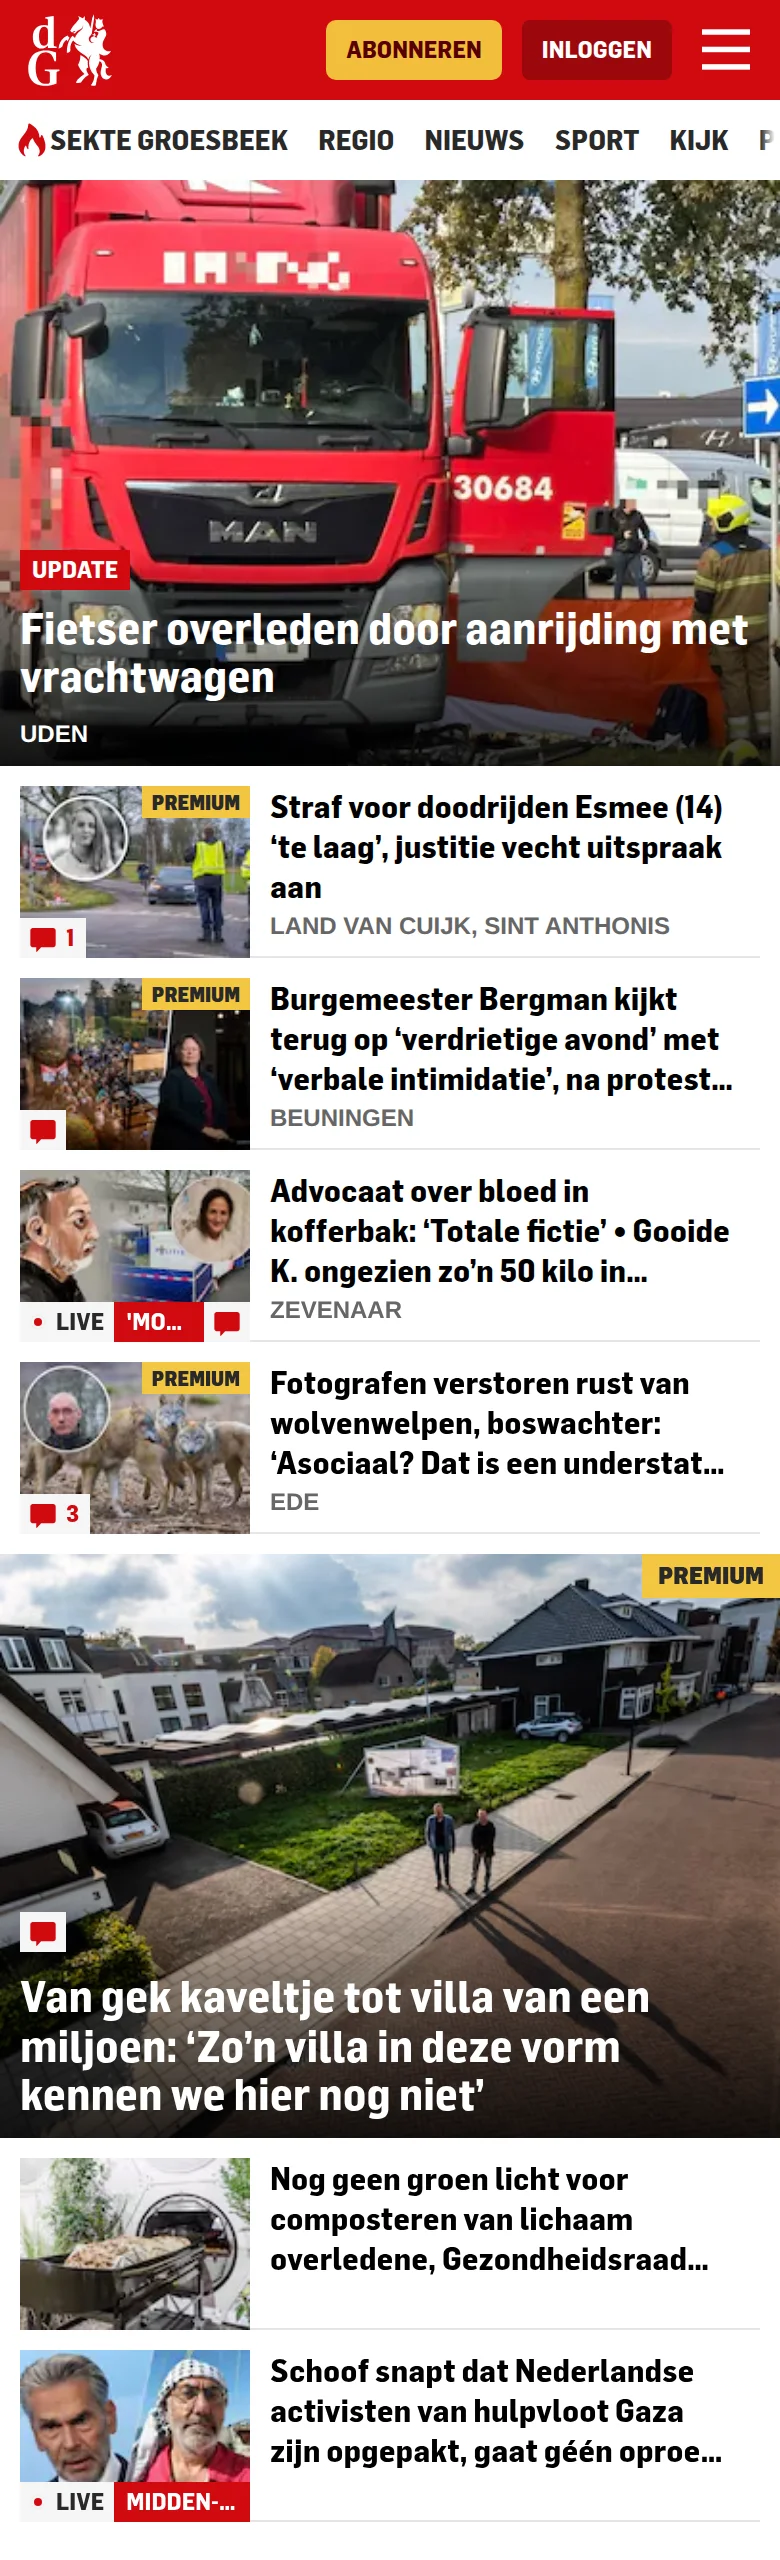 dG
ABONNEREN
INLOGGEN
SEKTE GROESBEEK REGIO NIEUWS SPORT KIJK P
30684
MAN
UPDATE
Fietser overleden door aanrijding met
vrachtwagen
UDEN
PREMIUM
1
Straf voor doodrijden Esmee (14)
‘te laag’, justitie vecht uitspraak
aan
LAND VAN CUIJK, SINT ANTHONIS
PREMIUM
Burgemeester Bergman kijkt
terug op ‘verdrietige avond’ met
‘verbale intimidatie’, na protest...
BEUNINGEN
• LIVE 'MO...
Advocaat over bloed in
kofferbak: ‘Totale fictie’ • Gooide
K. ongezien zo’n 50 kilo in...
ZEVENAAR
PREMIUM
3
Fotografen verstoren rust van
wolvenwelpen, boswachter:
‘Asociaal? Dat is een understat...
EDE
PREMIUM
Van gek kaveltje tot villa van een
miljoen: ‘Zo’n villa in deze vorm
kennen we hier nog niet’
Nog geen groen licht voor
composteren van lichaam
overledene, Gezondheidsraad...
• LIVE MIDDEN-...
Schoof snapt dat Nederlandse
activisten van hulpvloot Gaza
zijn opgepakt, gaat géén oproe...